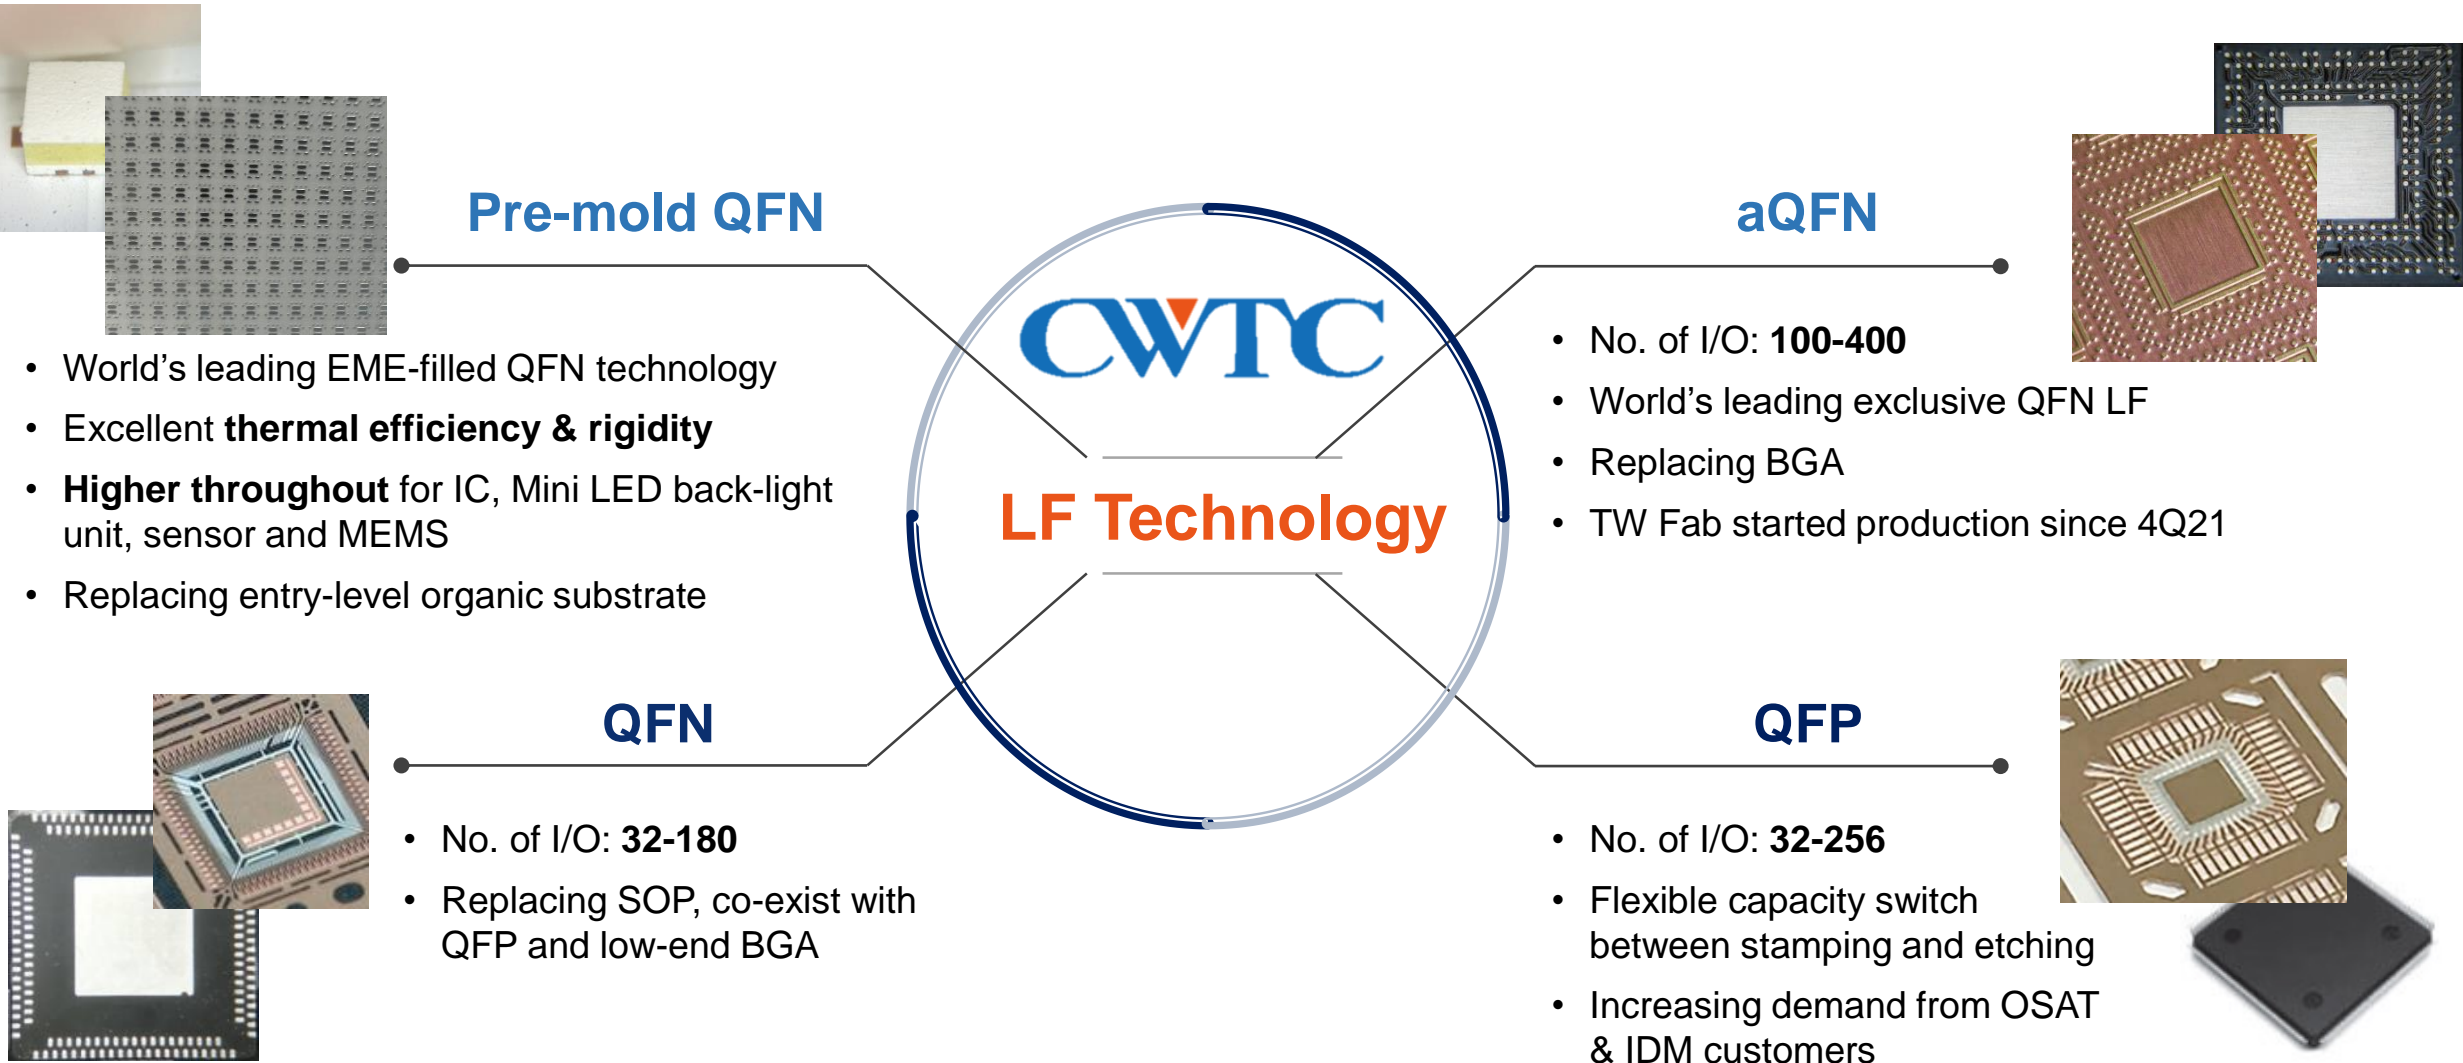 Pre-mold QFN
• World's leading EME-filled QFN technology
• Excellent thermal efficiency & rigidity
• Higher throughout for IC, Mini LED back-light
unit, sensor and MEMS
• Replacing entry-level organic substrate
aQFN
• No. of I/O: 100-400
• World's leading exclusive QFN LF
• Replacing BGA
• TW Fab started production since 4Q21
CWTC
LF Technology
QFN
• No. of I/O: 32-180
• Replacing SOP, co-exist with
QFP and low-end BGA
QFP
• No. of I/O: 32-256
• Flexible capacity switch
between stamping and etching
• Increasing demand from OSAT
& IDM customers